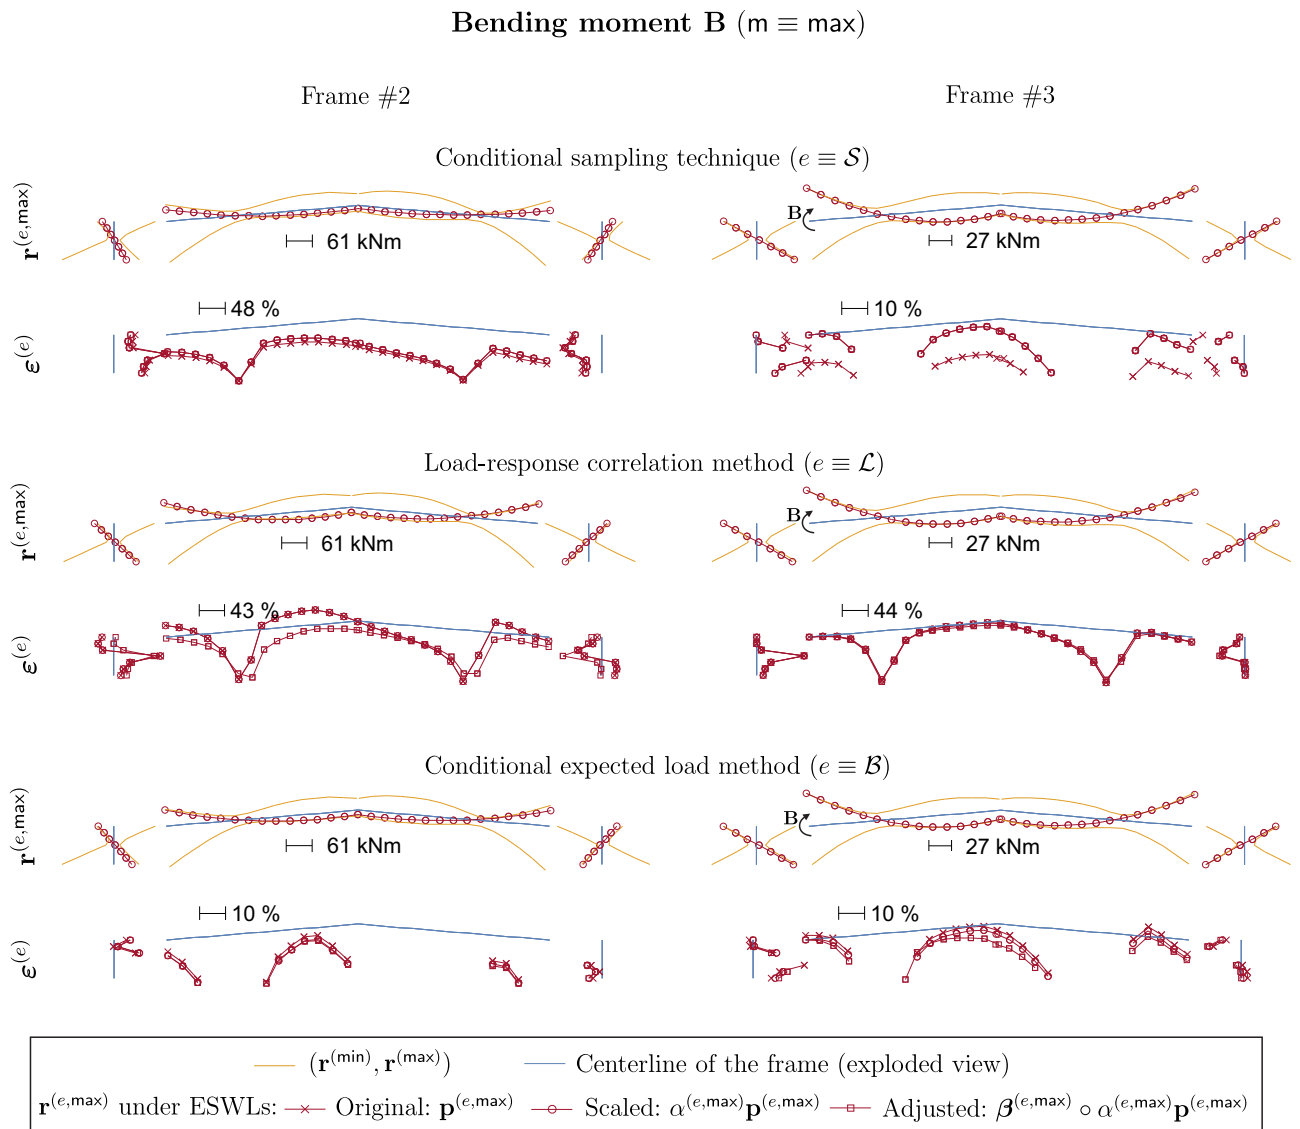 Bending moment B (m ≡ max)
Frame #2
Frame #3
Conditional sampling technique (e ≡ 𝒮)
r^(e,max)
61 kNm
B
27 kNm
ε^(e)
48 %
10 %
Load-response correlation method (e ≡ ℒ)
r^(e,max)
61 kNm
B
27 kNm
ε^(e)
43 %
44 %
Conditional expected load method (e ≡ ℬ)
r^(e,max)
61 kNm
B
27 kNm
ε^(e)
10 %
10 %
(r^(min), r^(max))
Centerline of the frame (exploded view)
r^(e,max) under ESWLs: Original: p^(e,max) Scaled: α^(e,max)p^(e,max) Adjusted: β^(e,max) ∘ α^(e,max)p^(e,max)